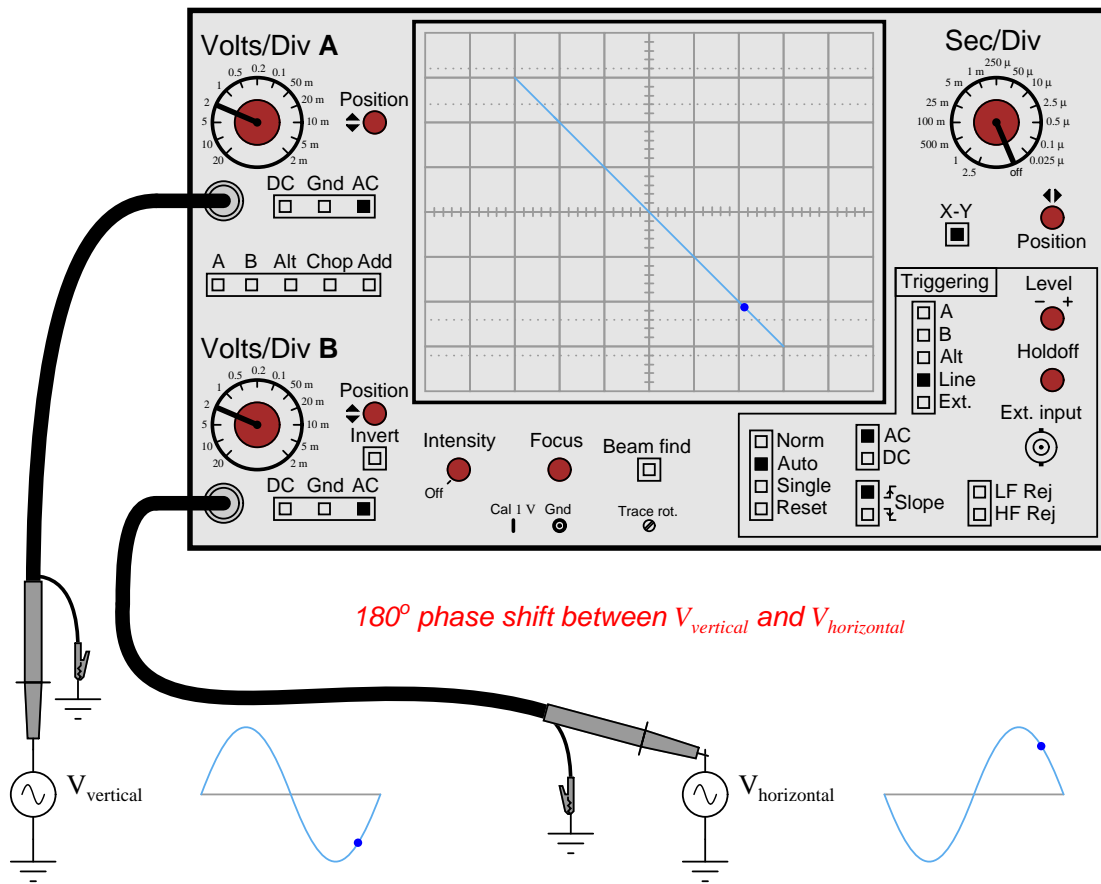 Volts/Div A
0.5 0.2 0.1
1 50 m
2 20 m
5 10 m
10 5 m
20 2 m
Position
DC Gnd AC
A B Alt Chop Add
Volts/Div B
0.5 0.2 0.1
1 50 m
2 20 m
5 10 m
10 5 m
20 2 m
Position
Invert
DC Gnd AC
Intensity
Off
Focus
Beam find
Cal 1 V Gnd
Trace rot.
Sec/Div
250 µ
1 m 50 µ
5 m 10 µ
25 m 2.5 µ
100 m 0.5 µ
500 m 0.1 µ
1 0.025 µ
2.5 off
X-Y
Position
Triggering
A
B
Alt
Line
Ext.
Level
− +
Holdoff
Ext. input
Norm
Auto
Single
Reset
AC
DC
Slope
LF Rej
HF Rej
180° phase shift between Vvertical and Vhorizontal
Vvertical
Vhorizontal